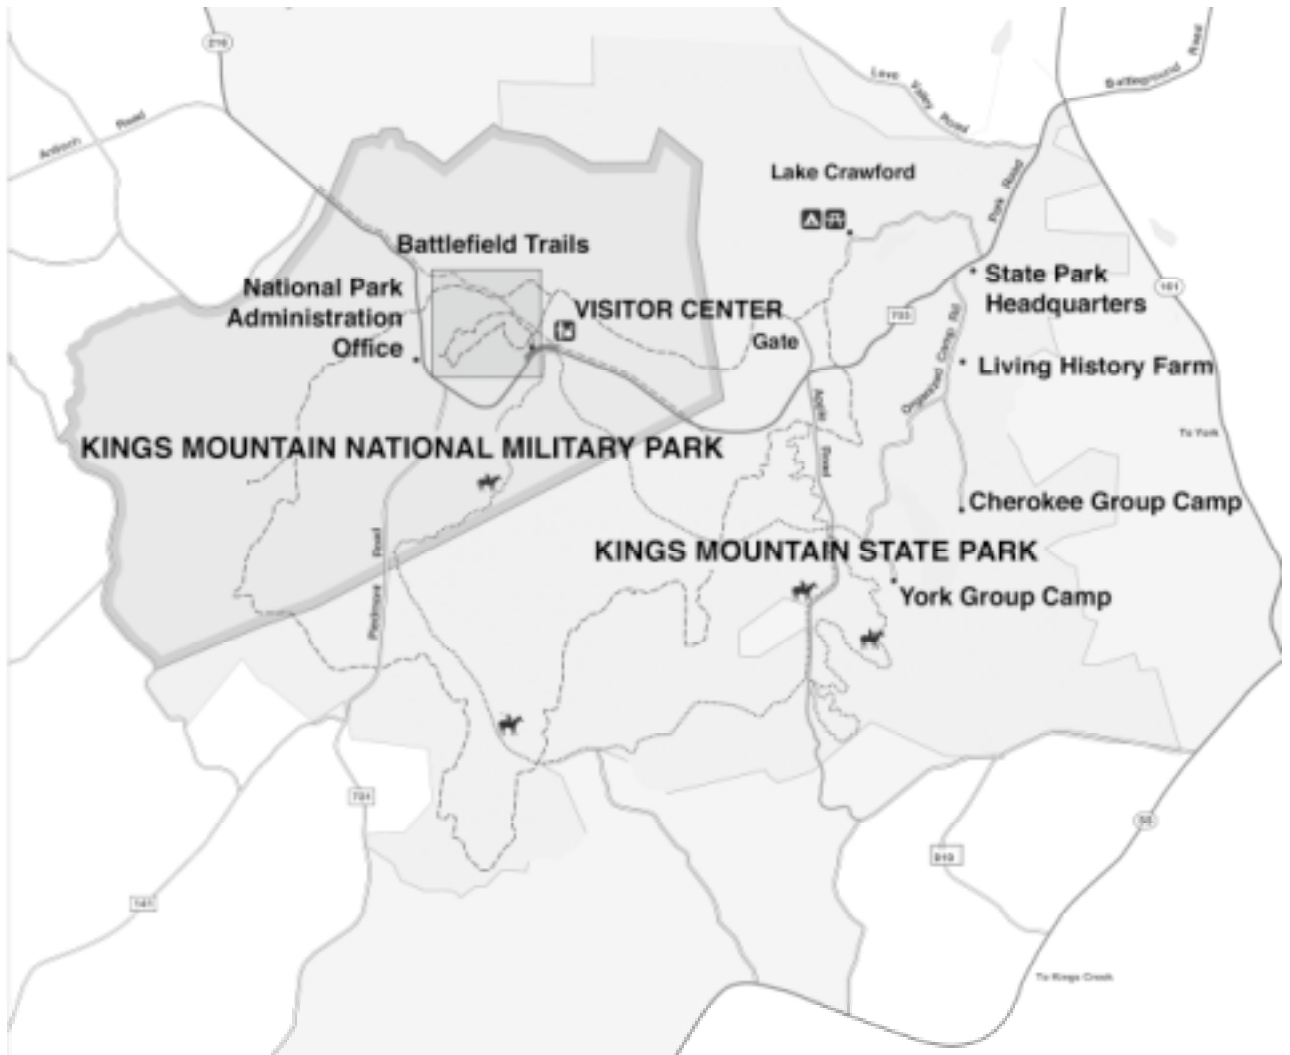 216
Battleground Road
Love Valley Road
Antioch Road
Lake Crawford
Park Road
Battlefield Trails
National Park
Administration
Office
VISITOR CENTER
Gate
State Park
Headquarters
161
705
Organized Camp Rd
Living History Farm
Apple Road
To York
KINGS MOUNTAIN NATIONAL MILITARY PARK
Cherokee Group Camp
Piedmont Road
KINGS MOUNTAIN STATE PARK
York Group Camp
55
To Kings Creek